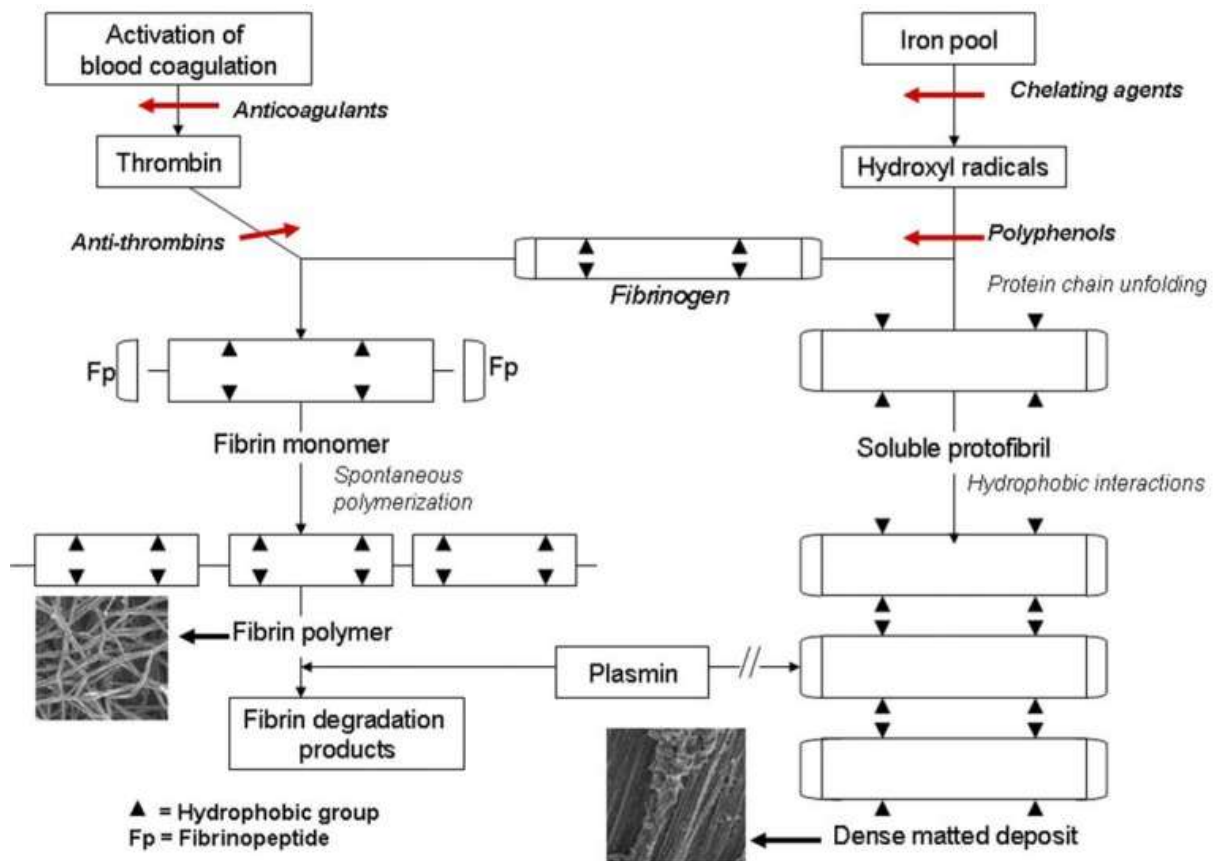 Activation of
blood coagulation
Iron pool
Anticoagulants
Chelating agents
Thrombin
Hydroxyl radicals
Anti-thrombins
Polyphenols
Fibrinogen
Protein chain unfolding
Fp
Fp
Fibrin monomer
Soluble protofibril
Spontaneous
polymerization
Hydrophobic interactions
Fibrin polymer
Plasmin
//
Fibrin degradation
products
▲ = Hydrophobic group
Fp = Fibrinopeptide
Dense matted deposit